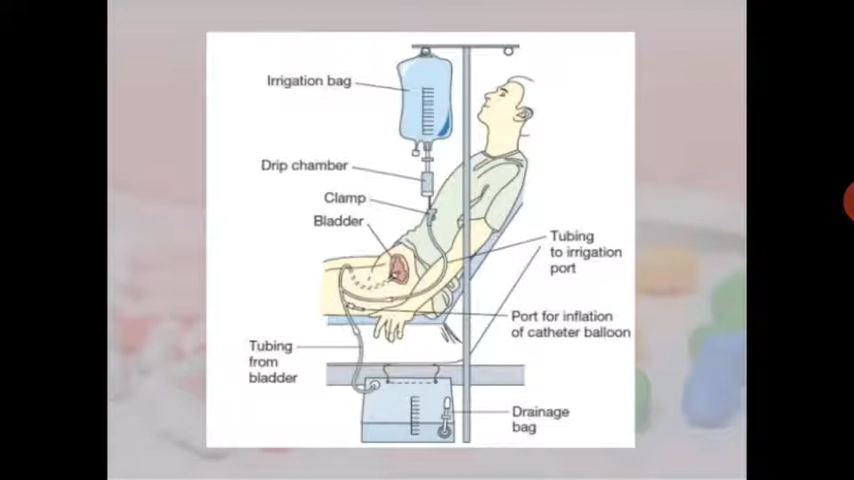 Irrigation bag
Drip chamber
Clamp
Bladder
Tubing
to irrigation
port
Port for inflation
of catheter balloon
Tubing
from
bladder
Drainage
bag